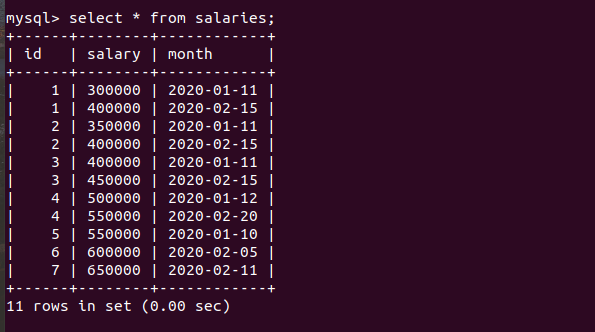 mysql> select * from salaries;
+------+--------+------------+
| id   | salary | month      |
+------+--------+------------+
|    1 | 300000 | 2020-01-11 |
|    1 | 400000 | 2020-02-15 |
|    2 | 350000 | 2020-01-11 |
|    2 | 400000 | 2020-02-15 |
|    3 | 400000 | 2020-01-11 |
|    3 | 450000 | 2020-02-15 |
|    4 | 500000 | 2020-01-12 |
|    4 | 550000 | 2020-02-20 |
|    5 | 550000 | 2020-01-10 |
|    6 | 600000 | 2020-02-05 |
|    7 | 650000 | 2020-02-11 |
+------+--------+------------+
11 rows in set (0.00 sec)